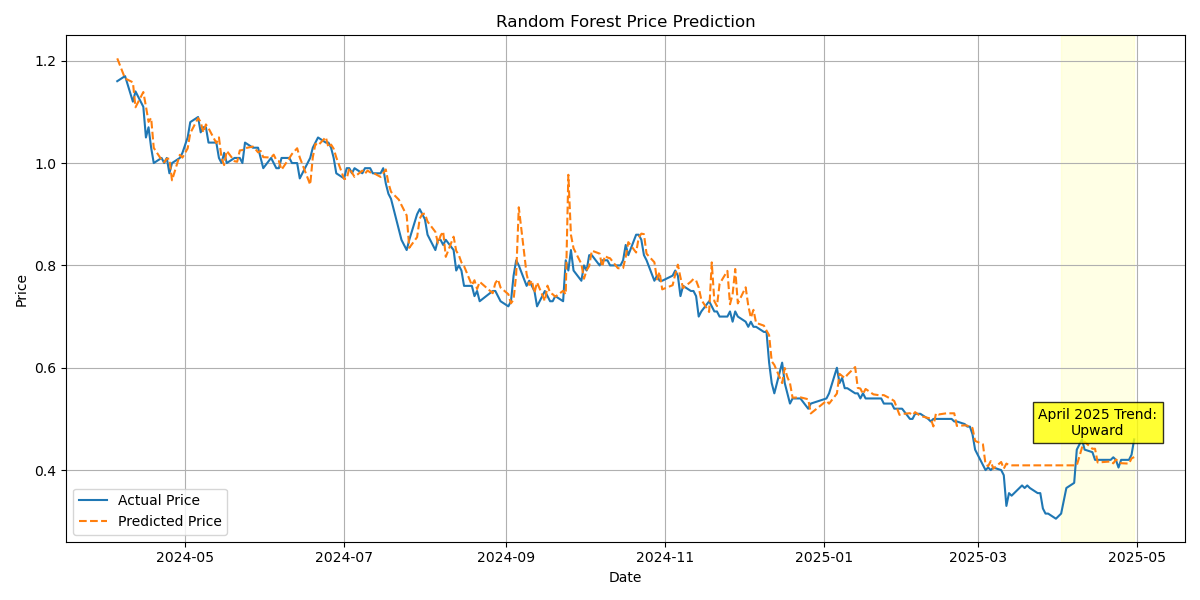 Random Forest Price Prediction
Price
1.2
1.0
0.8
0.6
0.4
April 2025 Trend:
Upward
Actual Price
Predicted Price
2024-05 2024-07 2024-09 2024-11 2025-01 2025-03 2025-05
Date